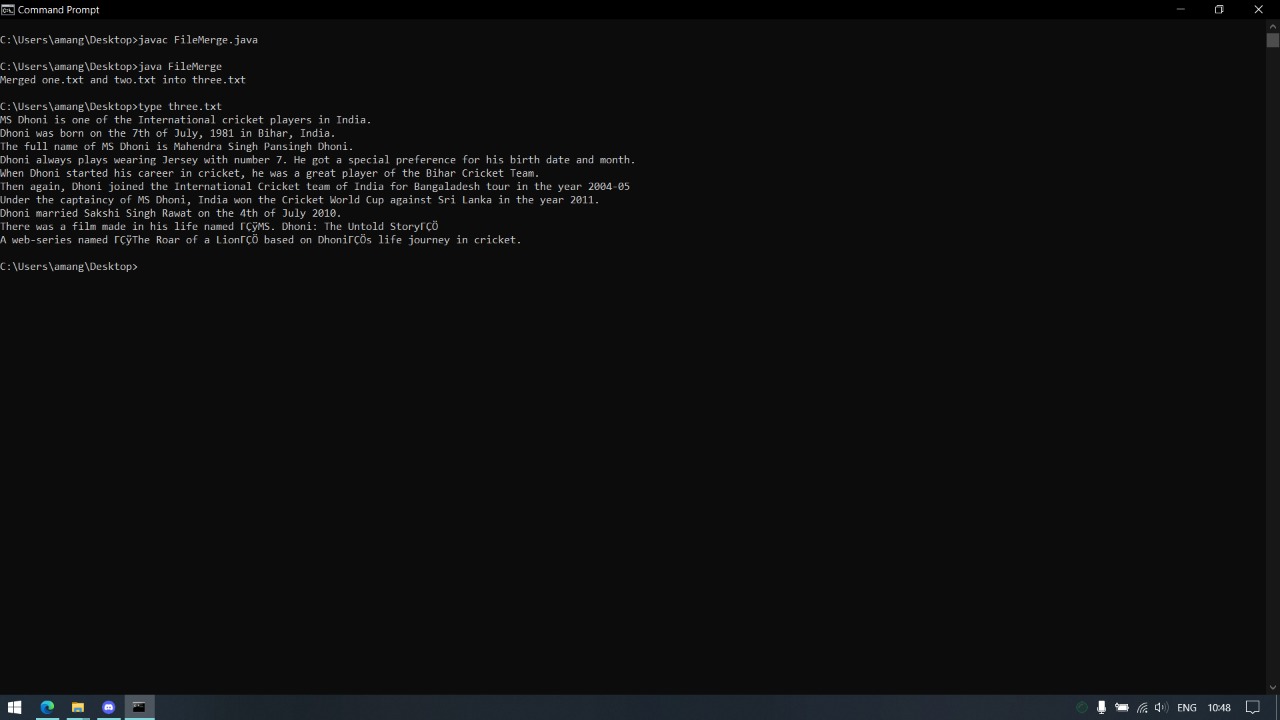 Command Prompt
C:\Users\amang\Desktop>javac FileMerge.java
C:\Users\amang\Desktop>java FileMerge
Merged one.txt and two.txt into three.txt
C:\Users\amang\Desktop>type three.txt
MS Dhoni is one of the International cricket players in India.
Dhoni was born on the 7th of July, 1981 in Bihar, India.
The full name of MS Dhoni is Mahendra Singh Pansingh Dhoni.
Dhoni always plays wearing Jersey with number 7. He got a special preference for his birth date and month.
When Dhoni started his career in cricket, he was a great player of the Bihar Cricket Team.
Then again, Dhoni joined the International Cricket team of India for Bangaladesh tour in the year 2004-05
Under the captaincy of MS Dhoni, India won the Cricket World Cup against Sri Lanka in the year 2011.
Dhoni married Sakshi Singh Rawat on the 4th of July 2010.
There was a film made in his life named ΓÇÿMS. Dhoni: The Untold StoryΓÇÖ
A web-series named ΓÇÿThe Roar of a LionΓÇÖ based on DhoniΓÇÖs life journey in cricket.
C:\Users\amang\Desktop>
ENG
10:48